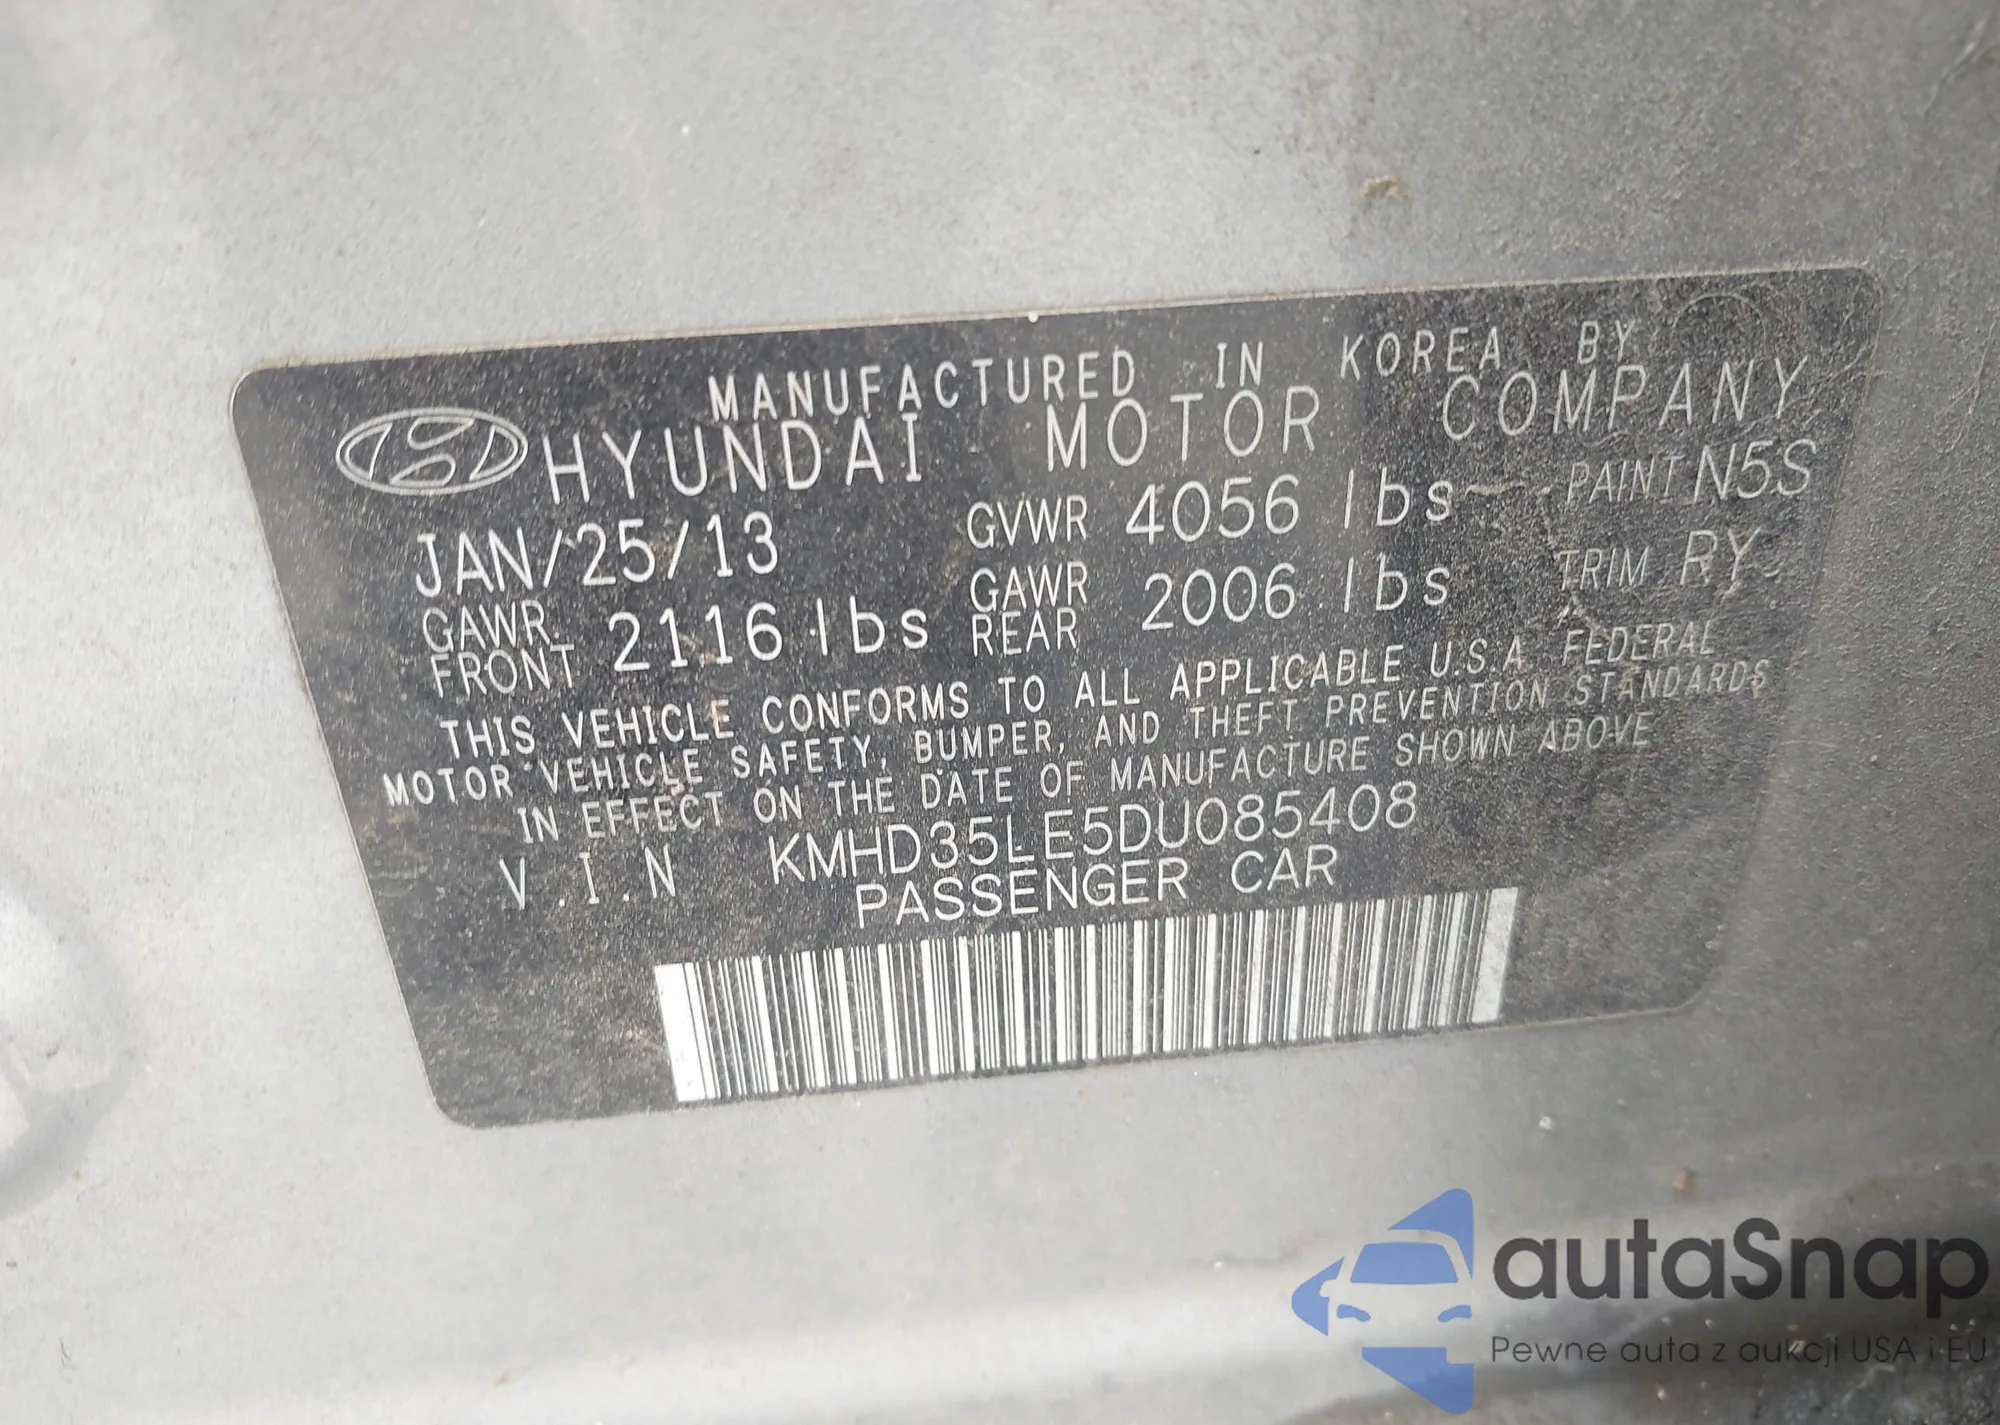 MANUFACTURED IN KOREA BY
HYUNDAI MOTOR COMPANY
JAN/25/13 GVWR 4056 lbs PAINT N5S
GAWR FRONT 2116 lbs GAWR REAR 2006 lbs TRIM RY
THIS VEHICLE CONFORMS TO ALL APPLICABLE U.S.A FEDERAL
MOTOR VEHICLE SAFETY, BUMPER, AND THEFT PREVENTION STANDARDS
IN EFFECT ON THE DATE OF MANUFACTURE SHOWN ABOVE
V.I.N KMHD35LE5DU085408
PASSENGER CAR
autaSnap
Pewne auta z aukcji USA i EU